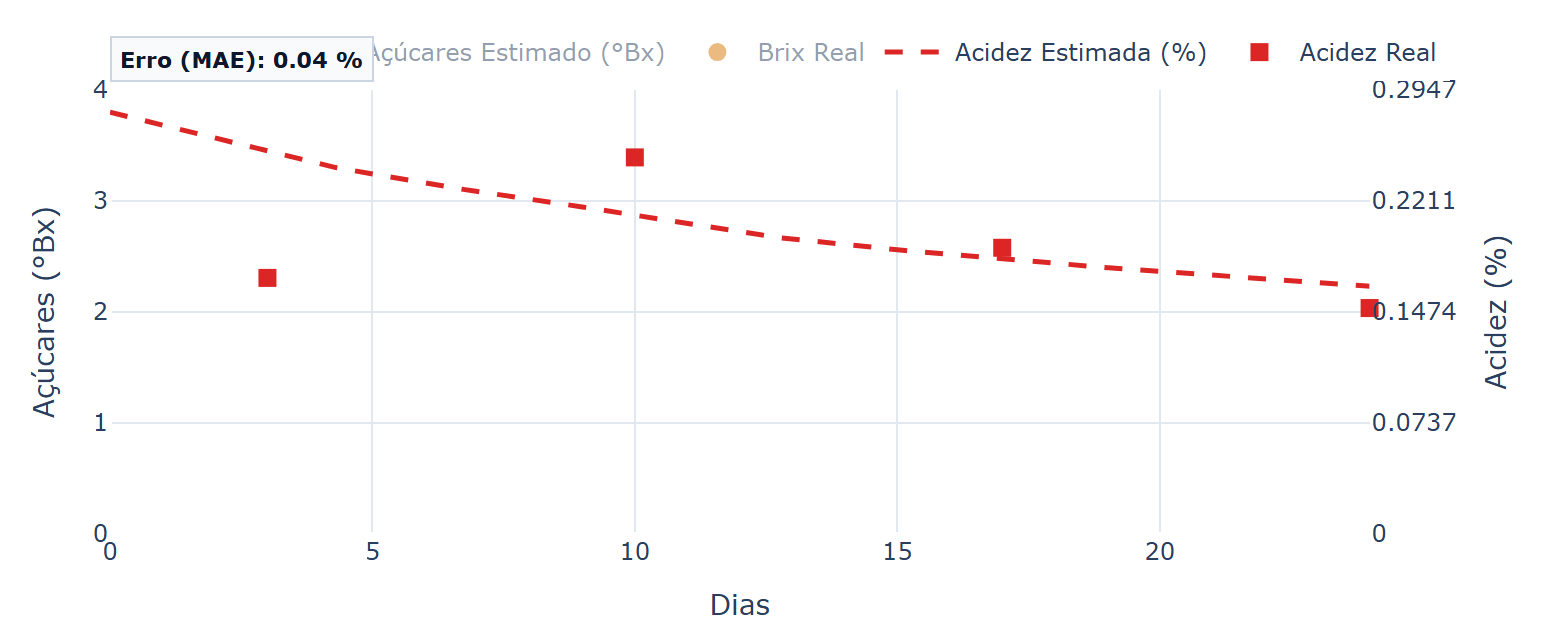 Erro (MAE): 0.04 %
Açúcares Estimado (°Bx)
Brix Real
Acidez Estimada (%)
Acidez Real
4
3
2
1
0
Açúcares (°Bx)
0.2947
0.2211
0.1474
0.0737
0
Acidez (%)
0
5
10
15
20
Dias